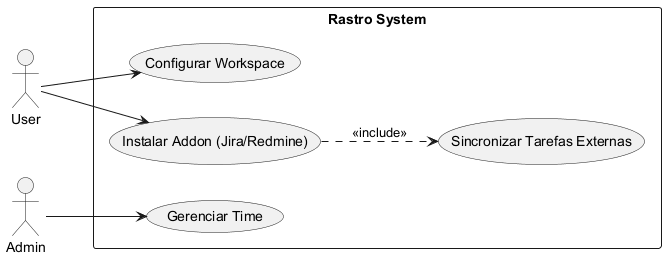 Rastro System
Configurar Workspace
User
Instalar Addon (Jira/Redmine)
«include»
Sincronizar Tarefas Externas
Gerenciar Time
Admin